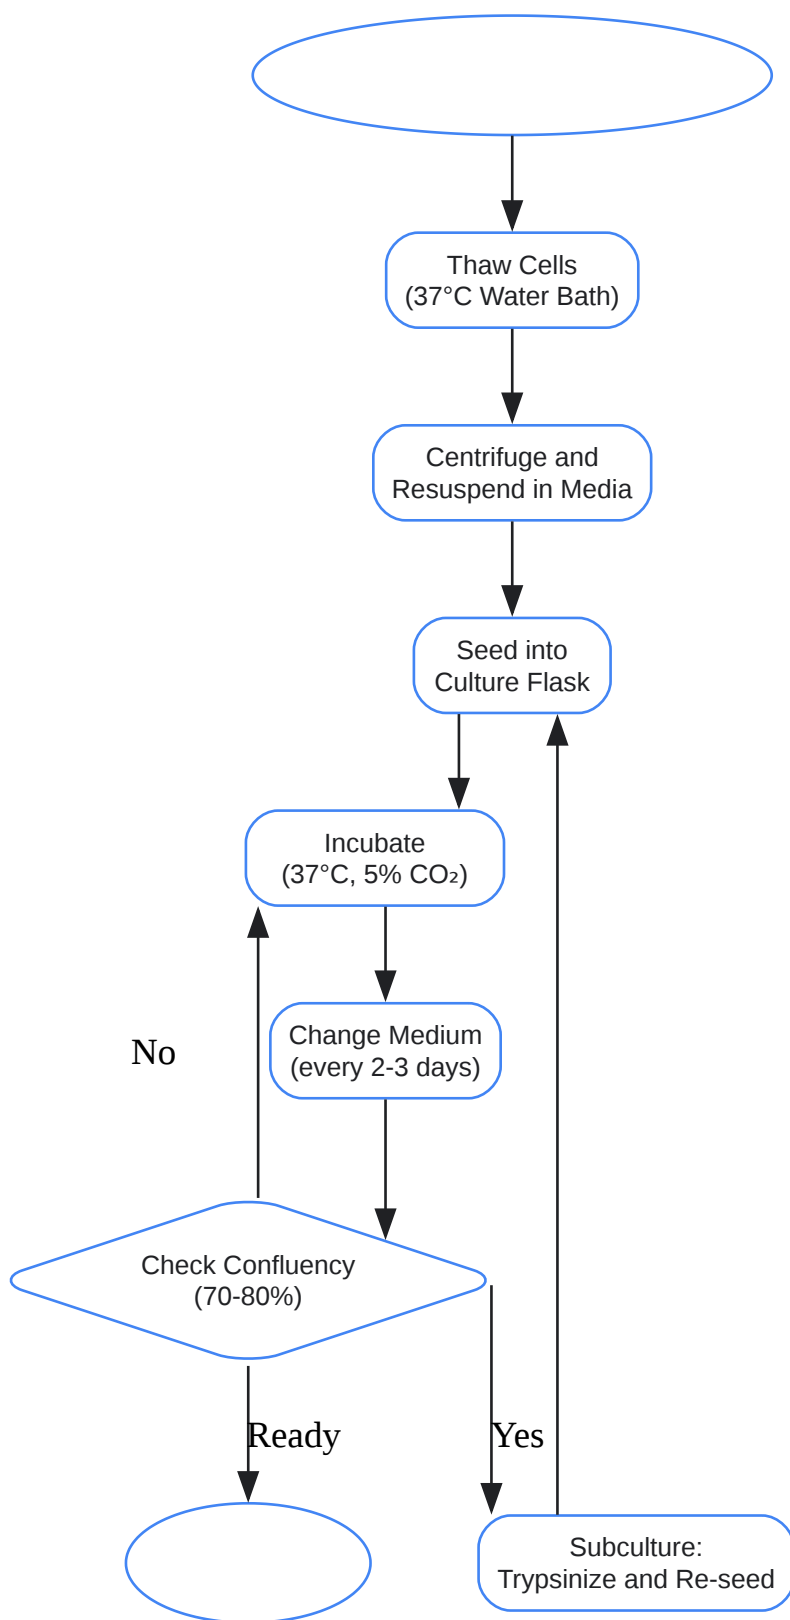 Thaw Cells
(37°C Water Bath)
Centrifuge and
Resuspend in Media
Seed into
Culture Flask
Incubate
(37°C, 5% CO₂)
No
Change Medium
(every 2-3 days)
Check Confluency
(70-80%)
Ready
Yes
Subculture:
Trypsinize and Re-seed